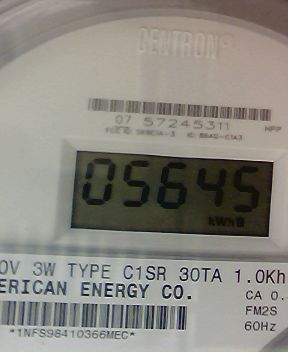 CENTRON®
07 57245311
05645
kWhB
0V 3W TYPE C1SR 30TA 1.0Kh
ERICAN ENERGY CO.
CA 0.
FM2S
60Hz
*1NFS98410366MEC*